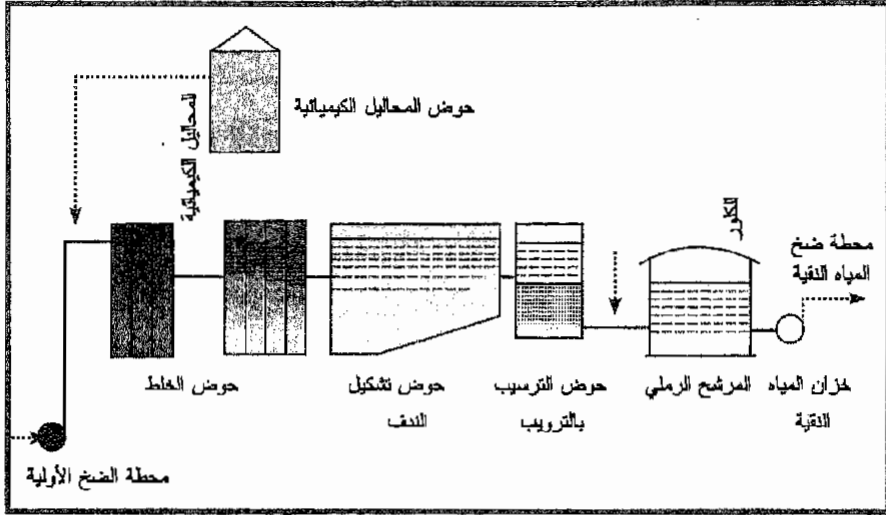 حوض المحاليل الكيميائية
المحاليل الكيميائية
الكلور
محطة ضخ
المياه النقية
حوض الخلط
حوض تشكيل
الندف
حوض الترسيب
بالترويب
المرشح الرملي
خزان المياه
النقية
محطة الضخ الأولية